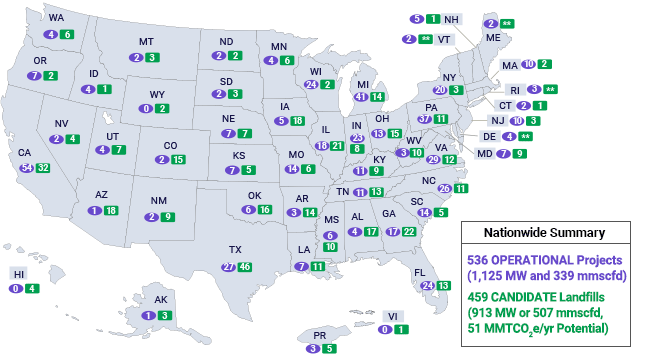 WA
4 6
OR
7 2
CA
54 32
NV
2 4
ID
4 1
MT
2 3
WY
0 2
UT
4 7
AZ
1 18
CO
2 15
NM
2 9
ND
2 2
SD
2 3
NE
7 7
KS
7 5
OK
6 16
TX
27 46
MN
4 6
IA
5 18
MO
14 6
AR
3 14
LA
7 11
WI
24 2
IL
18 21
MI
41 14
IN
23
8
OH
13 15
KY
11 9
TN 11 13
MS
6
10
AL
4 17
GA
17 22
FL
24 13
SC
14 5
NC
26 11
VA
29 12
WV
3 10
PA
37 11
NY
20 3
5 1 NH
2 ** VT
2 **
ME
MA 10 2
RI 3 **
CT 2 1
NJ 10 3
DE 4 **
MD 7 9
HI
0 4
AK
1 3
PR
3 5
VI
0 1
Nationwide Summary
536 OPERATIONAL Projects
(1,125 MW and 339 mmscfd)
459 CANDIDATE Landfills
(913 MW or 507 mmscfd,
51 MMTCO2e/yr Potential)